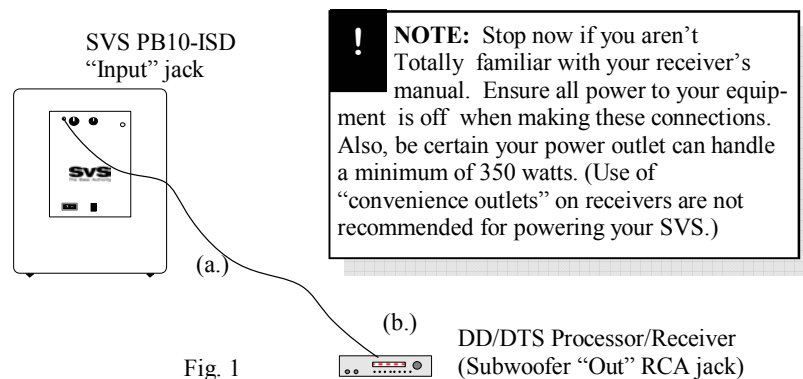 SVS PB10-ISD
“Input” jack
! NOTE: Stop now if you aren’t
Totally familiar with your receiver’s
manual. Ensure all power to your equip-
ment is off when making these connections.
Also, be certain your power outlet can handle
a minimum of 350 watts. (Use of
“convenience outlets” on receivers are not
recommended for powering your SVS.)
SVS
(a.)
(b.)
DD/DTS Processor/Receiver
(Subwoofer “Out” RCA jack)
Fig. 1